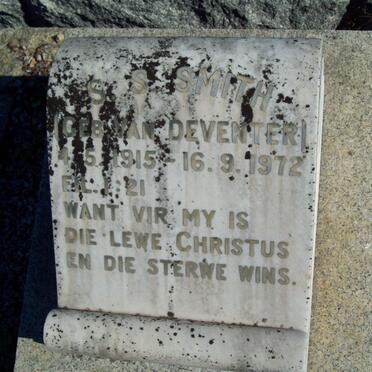 S. S. SMITH
(GEB. VAN DEVENTER)
4.5.1915 - 16.9.1972
FIL. 1:21
WANT VIR MY IS
DIE LEWE CHRISTUS
EN DIE STERWE WINS.